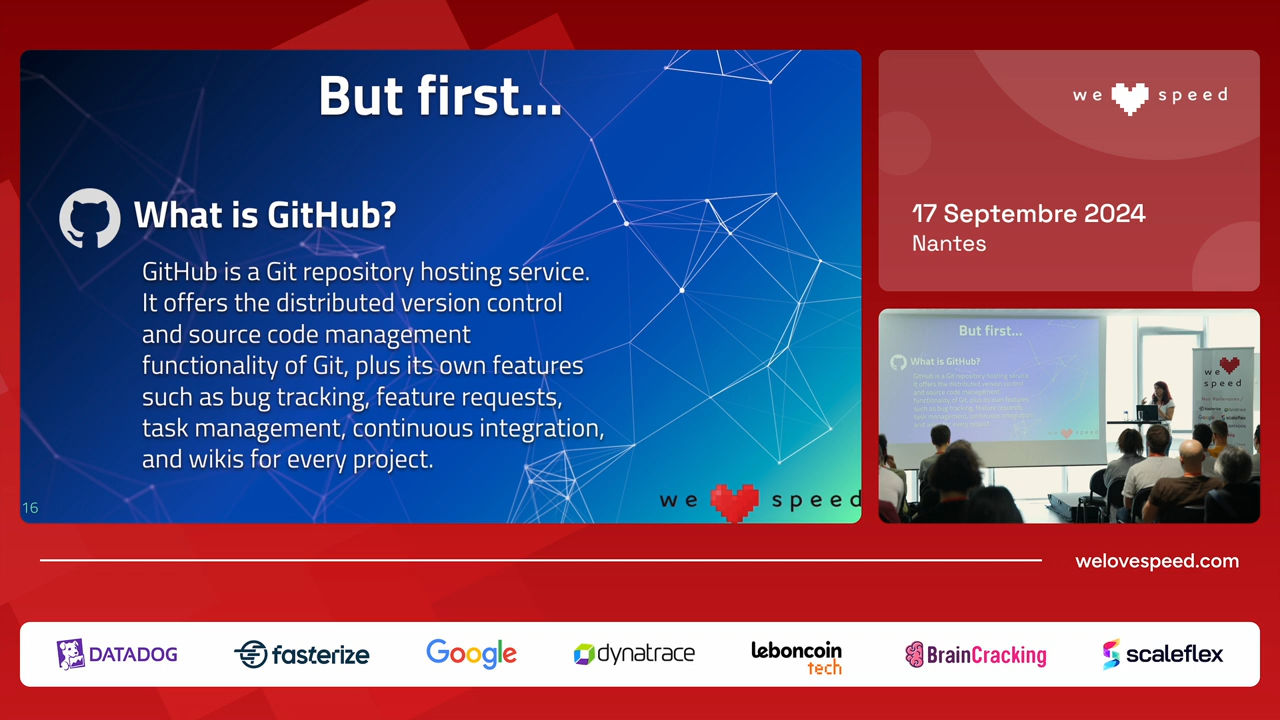 But first...
What is GitHub?
GitHub is a Git repository hosting service.
It offers the distributed version control
and source code management
functionality of Git, plus its own features
such as bug tracking, feature requests,
task management, continuous integration,
and wikis for every project.
16
we speed
we speed
17 Septembre 2024
Nantes
But first...
What is GitHub?
we
speed
welovespeed.com
DATADOG
fasterize
Google
dynatrace
leboncoin
tech
BrainCracking
scaleflex